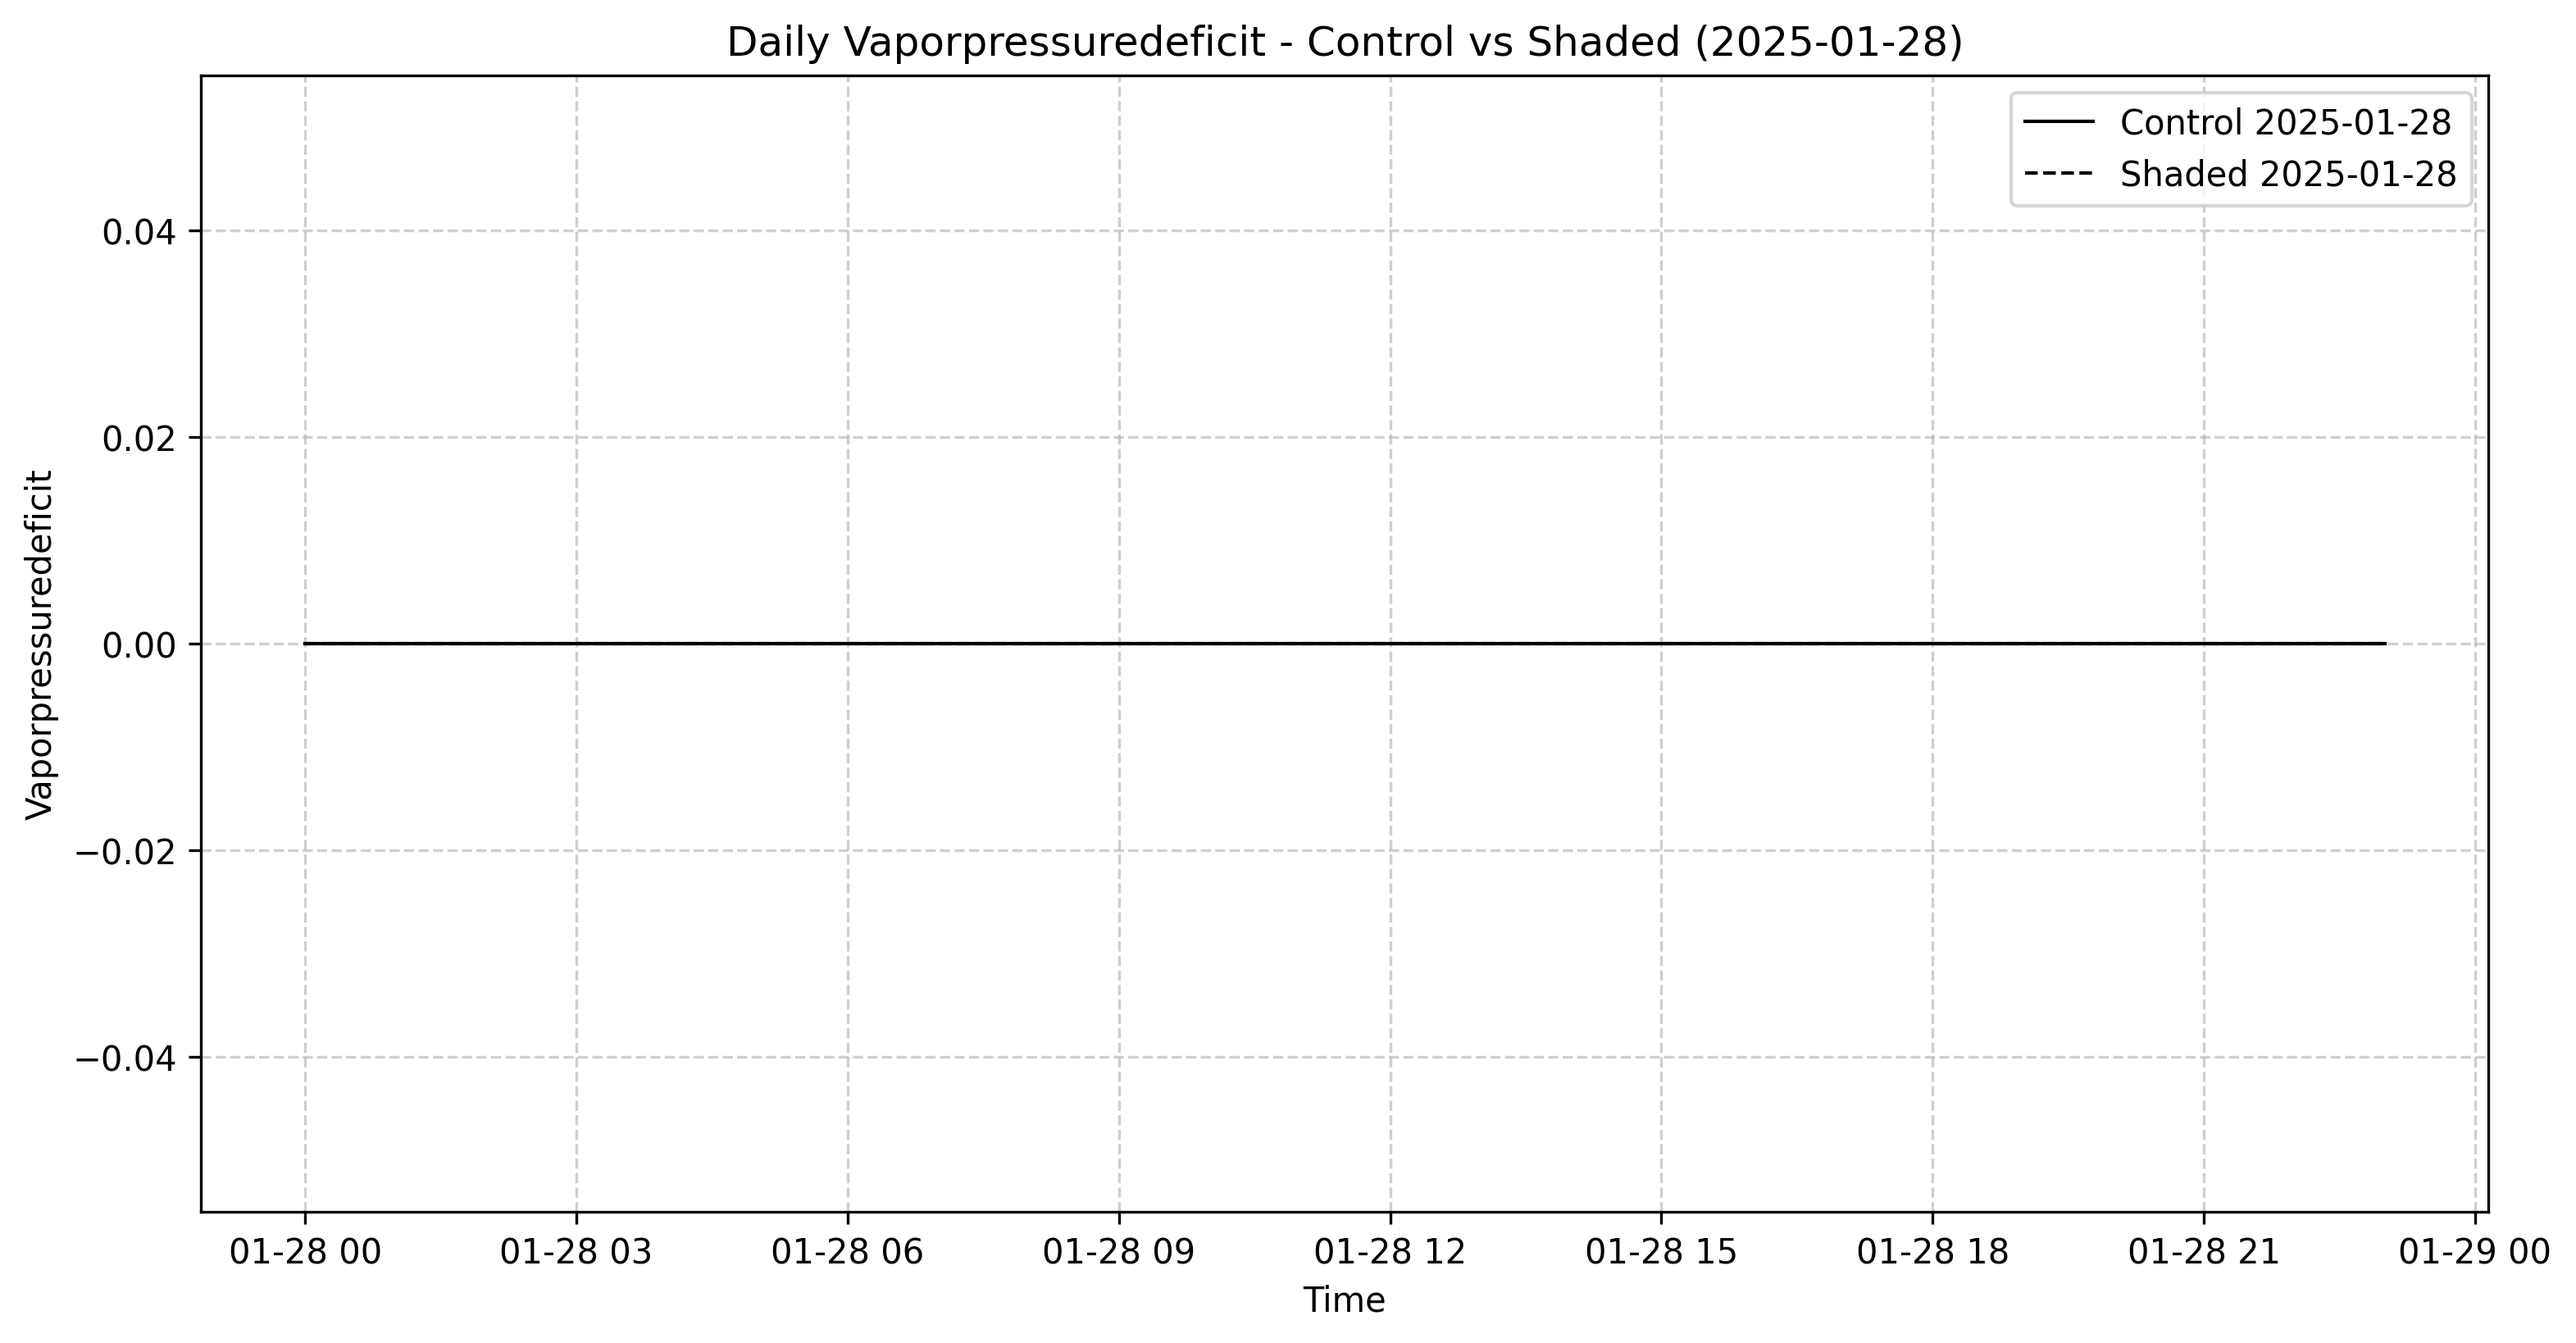 Daily Vaporpressuredeficit - Control vs Shaded (2025-01-28)
Control 2025-01-28
Shaded 2025-01-28
Vaporpressuredeficit
0.04
0.02
0.00
−0.02
−0.04
01-28 00
01-28 03
01-28 06
01-28 09
01-28 12
01-28 15
01-28 18
01-28 21
01-29 00
Time